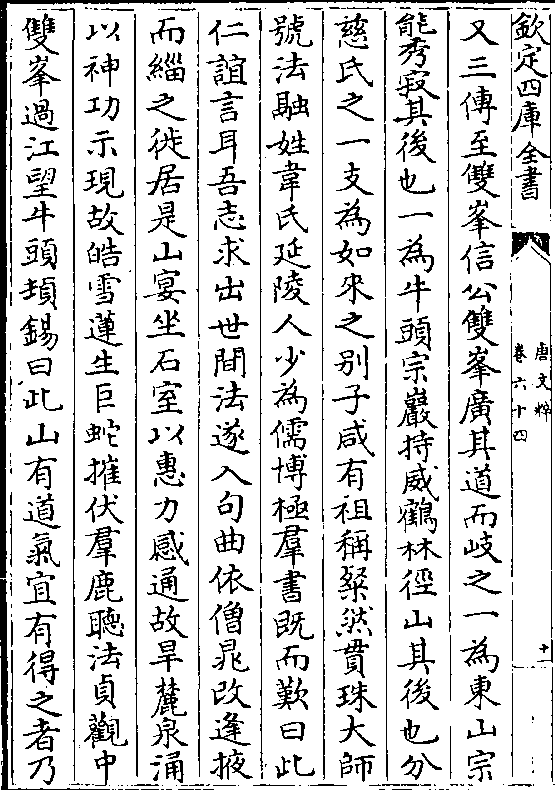 欽定四庫全書
唐文粹
卷六十四
十一
又三傳至雙峯信公雙峯廣其道而岐之一為東山宗
能秀寂其後也一為牛頭宗巖持威鶴林徑山其後也分
慈氏之一支為如來之别子咸有祖稱粲然貫珠大師
號法融姓韋氏延陵人少為儒博極羣書既而歎曰此
仁誼言耳吾志求出世間法遂入句曲依僧炅改逢掖
而緇之徙居是山宴坐石室以惠力感通故旱麓泉涌
以神功示現故皓雪蓮生巨蛇摧伏羣鹿聽法貞觀中
雙峯過江望牛頭頓錫曰此山有道氣宜有得之者乃